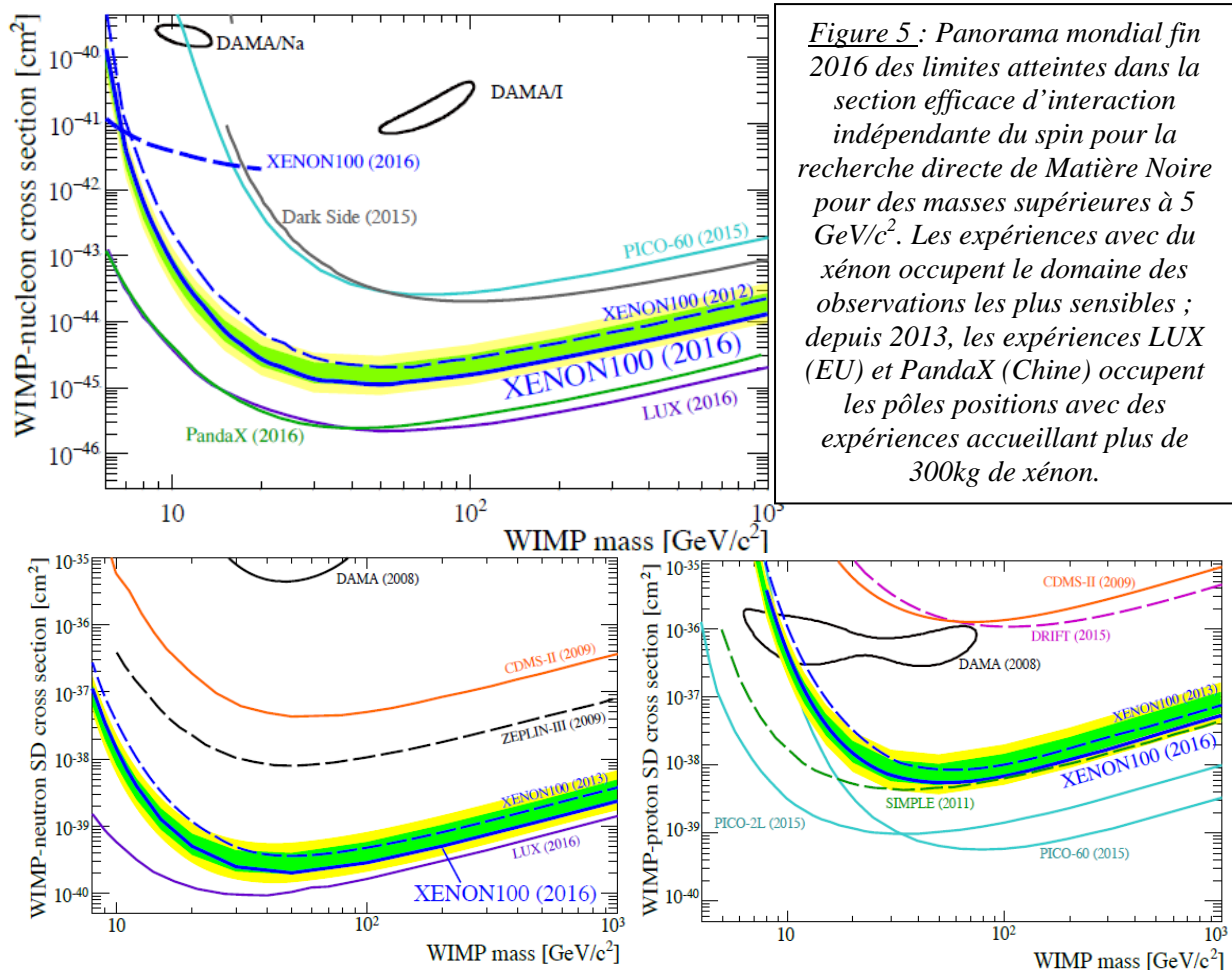 WIMP-nucleon cross section [cm²]
10⁻⁴⁰
10⁻⁴¹
10⁻⁴²
10⁻⁴³
10⁻⁴⁴
10⁻⁴⁵
10⁻⁴⁶
DAMA/Na
DAMA/I
XENON100 (2016)
Dark Side (2015)
PICO-60 (2015)
XENON100 (2012)
XENON100 (2016)
LUX (2016)
PandaX (2016)
10
10²
10³
WIMP mass [GeV/c²]
Figure 5 : Panorama mondial fin
2016 des limites atteintes dans la
section efficace d'interaction
indépendante du spin pour la
recherche directe de Matière Noire
pour des masses supérieures à 5
GeV/c². Les expériences avec du
xénon occupent le domaine des
observations les plus sensibles ;
depuis 2013, les expériences LUX
(EU) et PandaX (Chine) occupent
les pôles positions avec des
expériences accueillant plus de
300kg de xénon.
WIMP-neutron SD cross section [cm²]
10⁻³⁵
10⁻³⁶
10⁻³⁷
10⁻³⁸
10⁻³⁹
10⁻⁴⁰
DAMA (2008)
CDMS-II (2009)
ZEPLIN-III (2009)
XENON100 (2013)
LUX (2016)
XENON100 (2016)
10
10²
10³
WIMP mass [GeV/c²]
WIMP-proton SD cross section [cm²]
10⁻³⁵
10⁻³⁶
10⁻³⁷
10⁻³⁸
10⁻³⁹
10⁻⁴⁰
CDMS-II (2009)
DRIFT (2015)
DAMA (2008)
XENON100 (2013)
XENON100 (2016)
SIMPLE (2011)
PICO-2L (2015)
PICO-60 (2015)
10
10²
10³
WIMP mass [GeV/c²]